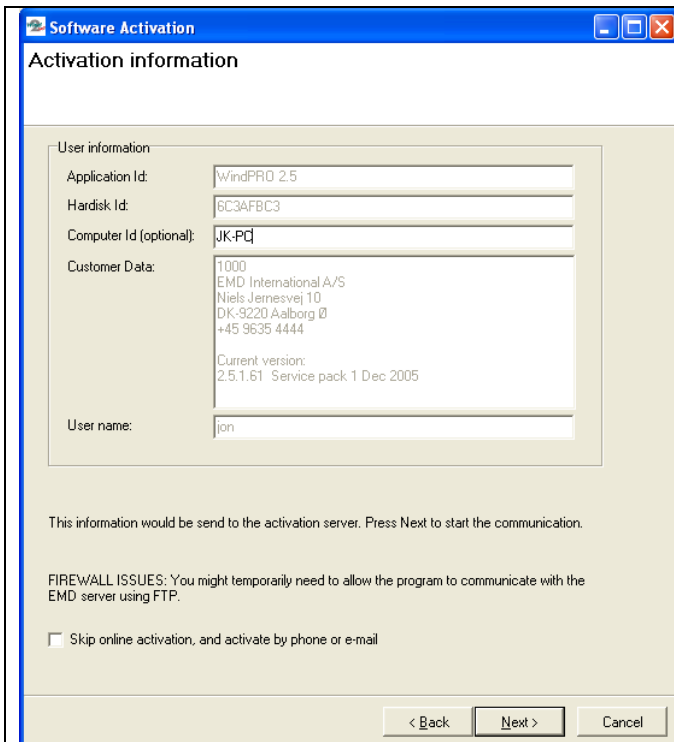 Software Activation
Activation information
User information
Application Id: WindPRO 2.5
Hardisk Id: 6C3AFBC3
Computer Id (optional): JK-PC
Customer Data: 1000
EMD International A/S
Niels Jernesvej 10
DK-9220 Aalborg Ø
+45 9635 4444
Current version:
2.5.1.61 Service pack 1 Dec 2005
User name: jon
This information would be send to the activation server. Press Next to start the communication.
FIREWALL ISSUES: You might temporarily need to allow the program to communicate with the
EMD server using FTP.
Skip online activation, and activate by phone or e-mail
< Back Next > Cancel